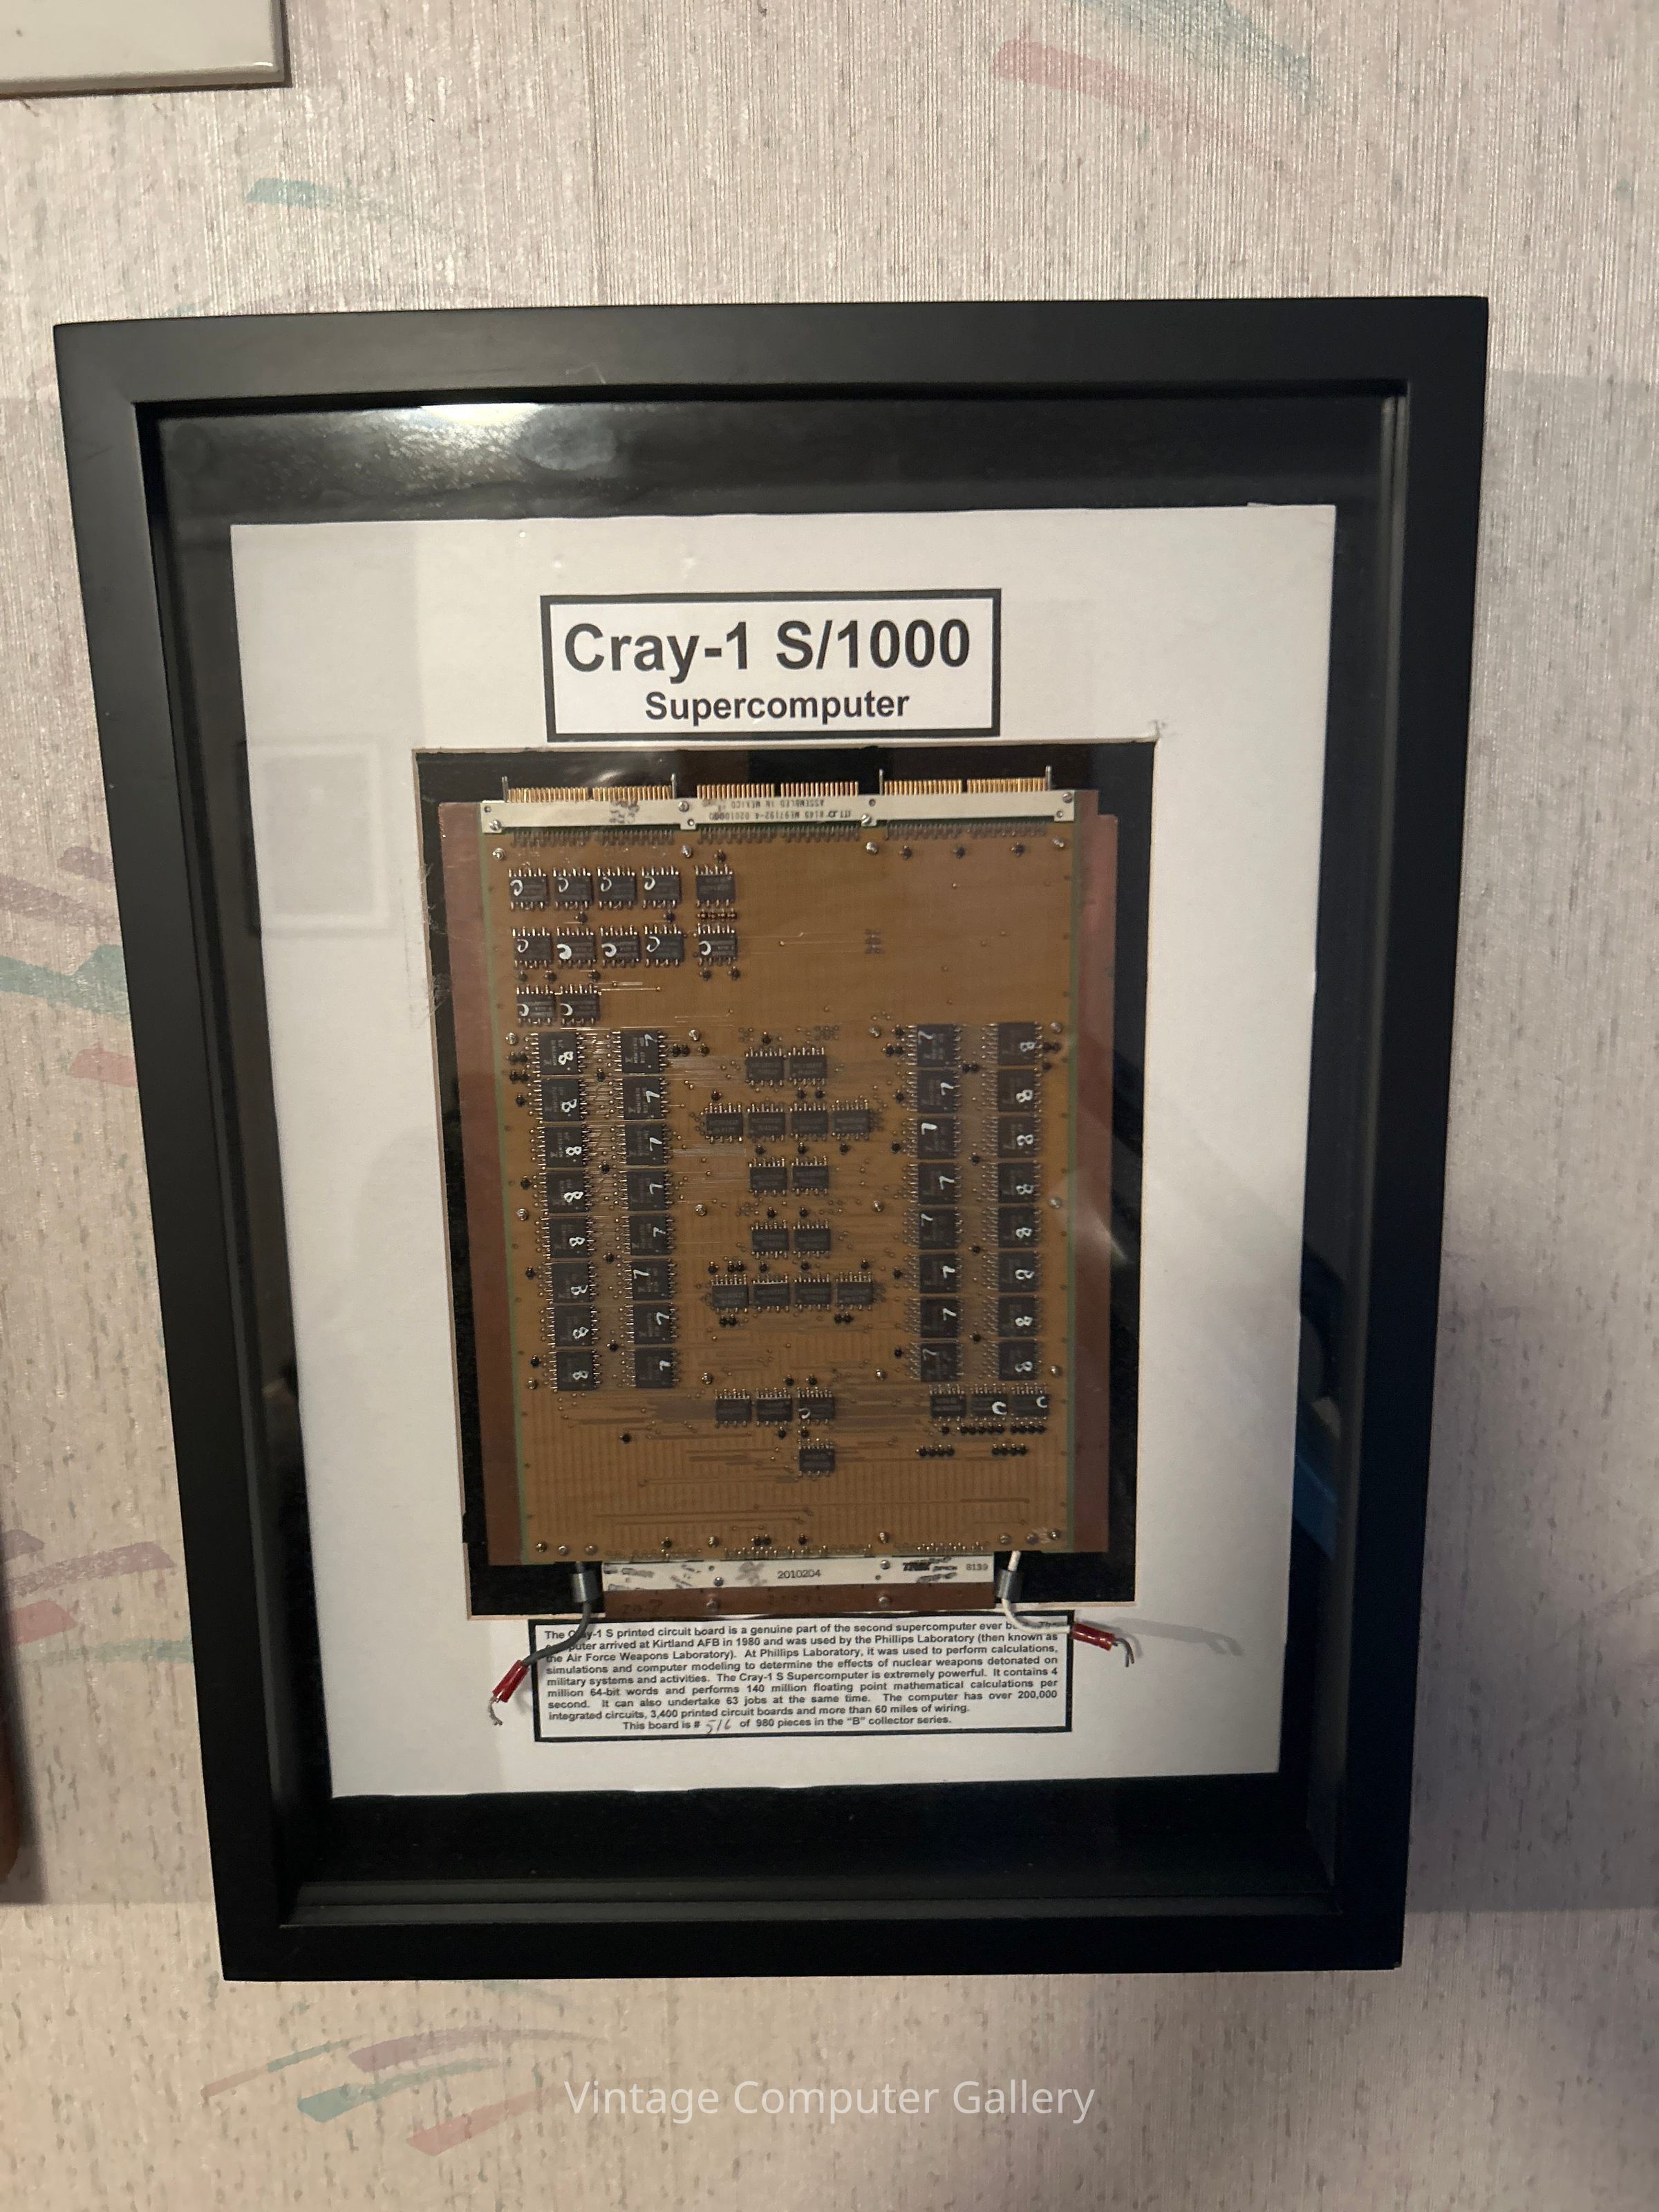 Cray-1 S/1000
Supercomputer
ASSEMBLED IN MEXICO
2010204
8139
The Cray-1 S printed circuit board is a genuine part of the second supercomputer ever
arrived at Kirtland AFB in 1980 and was used by the Phillips Laboratory (then known as
the Air Force Weapons Laboratory). At Phillips Laboratory, it was used to perform calculations,
simulations and computer modeling to determine the effects of nuclear weapons detonated on
military systems and activities. The Cray-1 S Supercomputer is extremely powerful. It contains 4
million 64-bit words and performs 140 million floating point mathematical calculations per
second. It can also undertake 63 jobs at the same time. The computer has over 200,000
integrated circuits, 3,400 printed circuit boards and more than 60 miles of wiring.
This board is # 516 of 980 pieces in the "B" collector series.
Vintage Computer Gallery